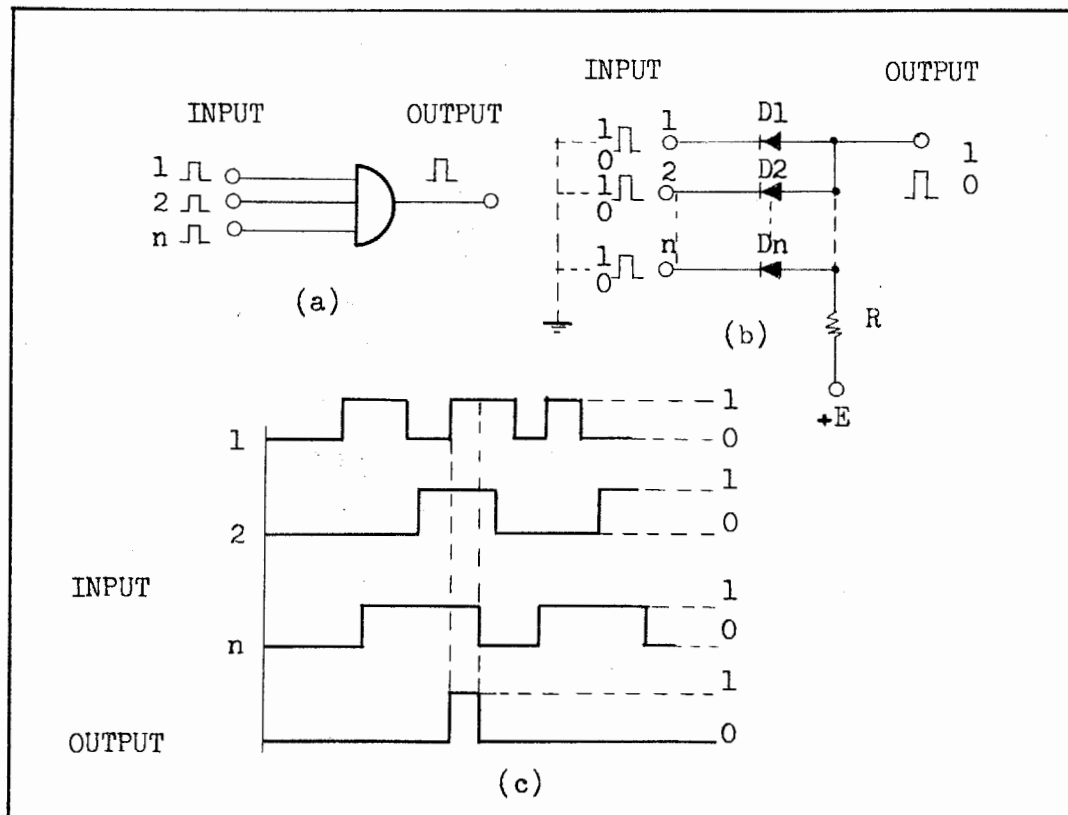 INPUT OUTPUT
1
2
n
(a)
INPUT OUTPUT
1 0 1 D1 1 0
1 0 2 D2
1 0 n Dn
R
(b)
+E
1 1 0
2 1 0
INPUT
n 1 0
OUTPUT 1 0
(c)